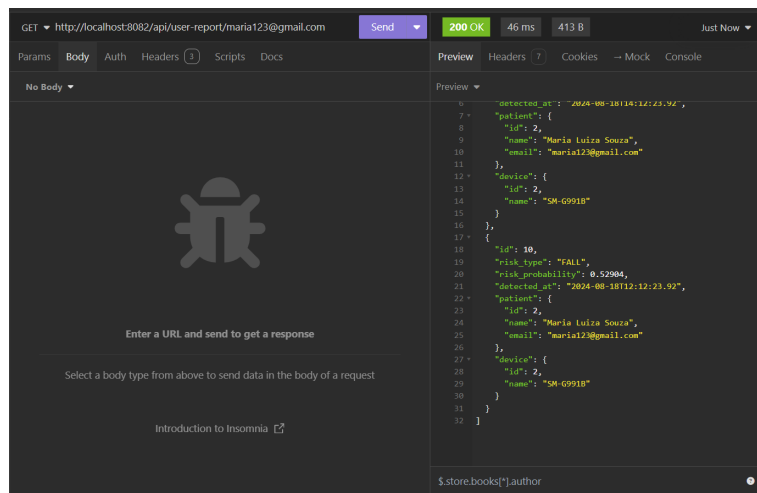 GET http://localhost:8082/api/user-report/maria123@gmail.com Send
200 OK 46 ms 413 B Just Now
Params Body Auth Headers 3 Scripts Docs
Preview Headers 7 Cookies → Mock Console
No Body
Preview
Enter a URL and send to get a response
Select a body type from above to send data in the body of a request
Introduction to Insomnia
6 "detected_at": "2024-08-18T14:12:23.92",
7 "patient": {
8 "id": 2,
9 "name": "Maria Luiza Souza",
10 "email": "maria123@gmail.com"
11 },
12 "device": {
13 "id": 2,
14 "name": "SM-G991B"
15 }
16 },
17 {
18 "id": 10,
19 "risk_type": "FALL",
20 "risk_probability": 0.52904,
21 "detected_at": "2024-08-18T12:12:23.92",
22 "patient": {
23 "id": 2,
24 "name": "Maria Luiza Souza",
25 "email": "maria123@gmail.com"
26 },
27 "device": {
28 "id": 2,
29 "name": "SM-G991B"
30 }
31 }
32 ]
$.store.books[*].author